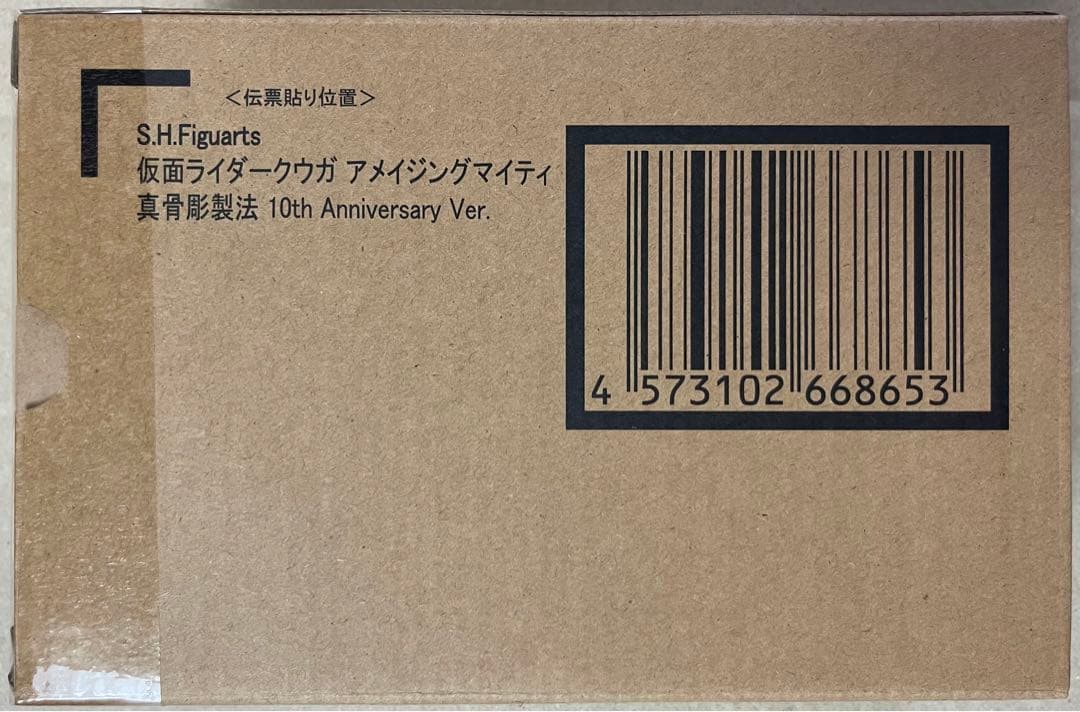 <伝票貼り位置>
S.H.Figuarts
仮面ライダークウガ アメイジングマイティ
真骨彫製法 10th Anniversary Ver.
4 573102 668653